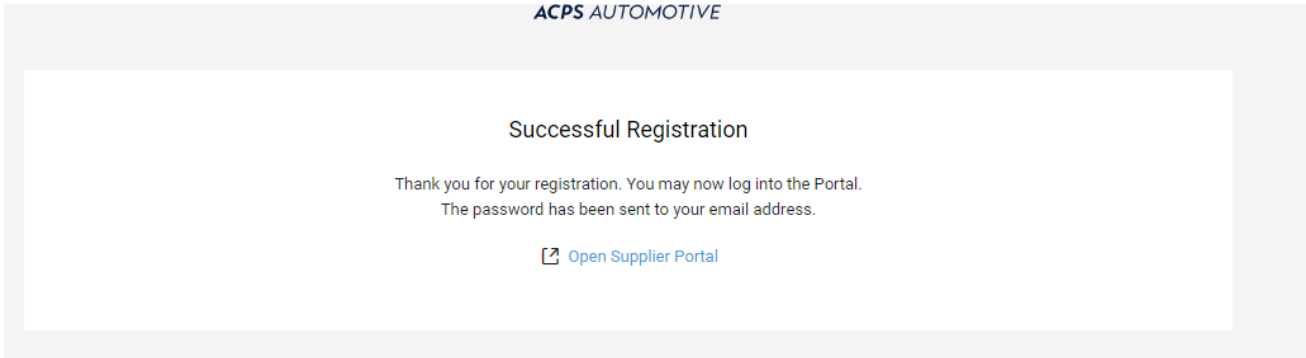 ACPS AUTOMOTIVE
Successful Registration
Thank you for your registration. You may now log into the Portal.
The password has been sent to your email address.
Open Supplier Portal